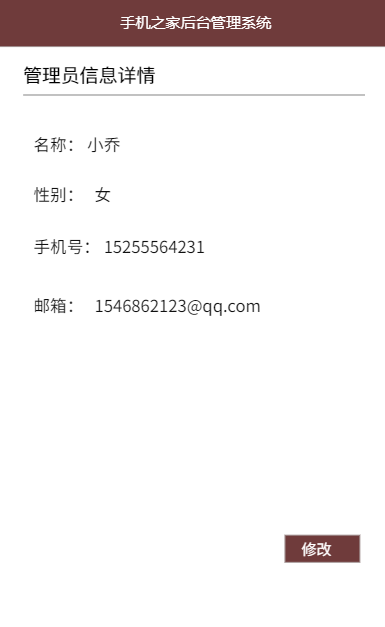 手机之家后台管理系统
管理员信息详情
名称： 小乔
性别： 女
手机号： 15255564231
邮箱： 1546862123@qq.com
修改